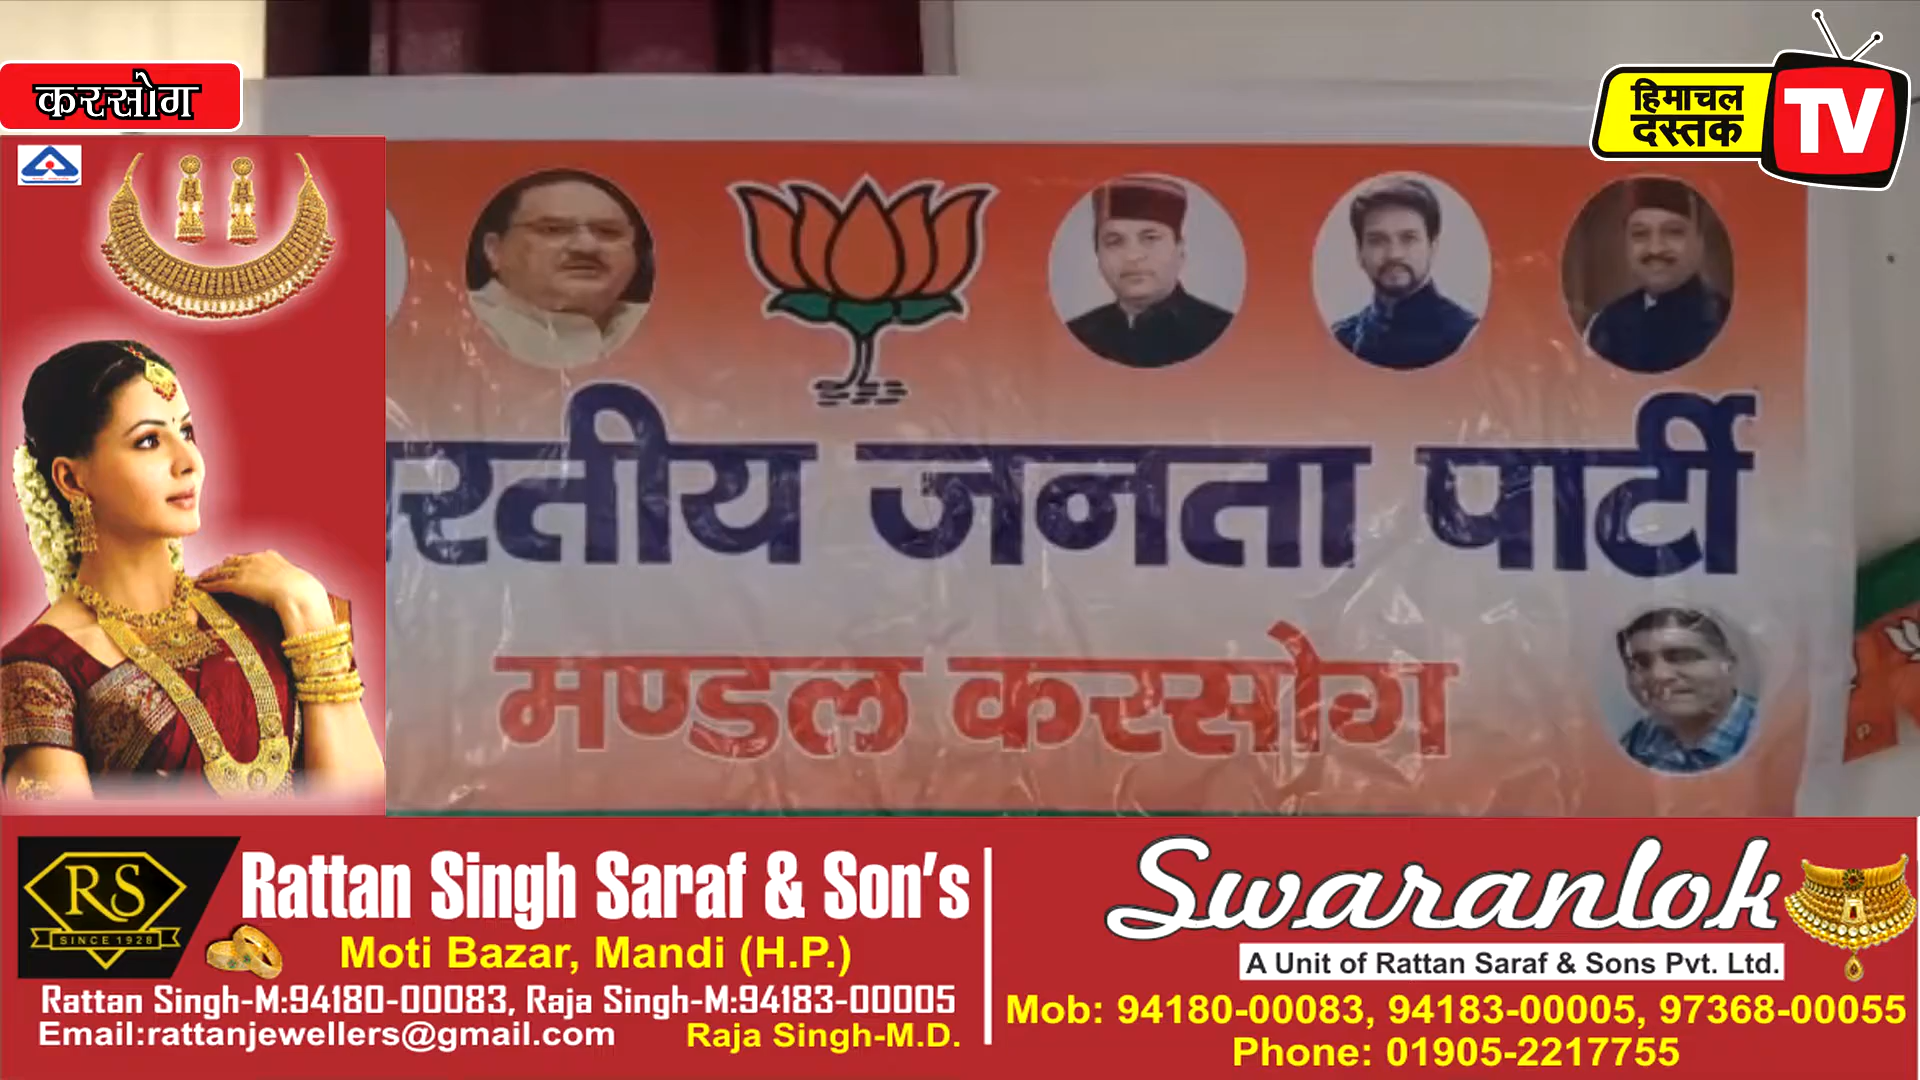 करसोग
हिमाचल
दस्तक
TV
रतीय जनता पार्टी
मण्डल करसोग
RS
SINCE 1928
Rattan Singh Saraf & Son's
Moti Bazar, Mandi (H.P.)
Rattan Singh-M:94180-00083, Raja Singh-M:94183-00005
Email:rattanjewellers@gmail.com
Raja Singh-M.D.
Swaranlok
A Unit of Rattan Saraf & Sons Pvt. Ltd.
Mob: 94180-00083, 94183-00005, 97368-00055
Phone: 01905-2217755